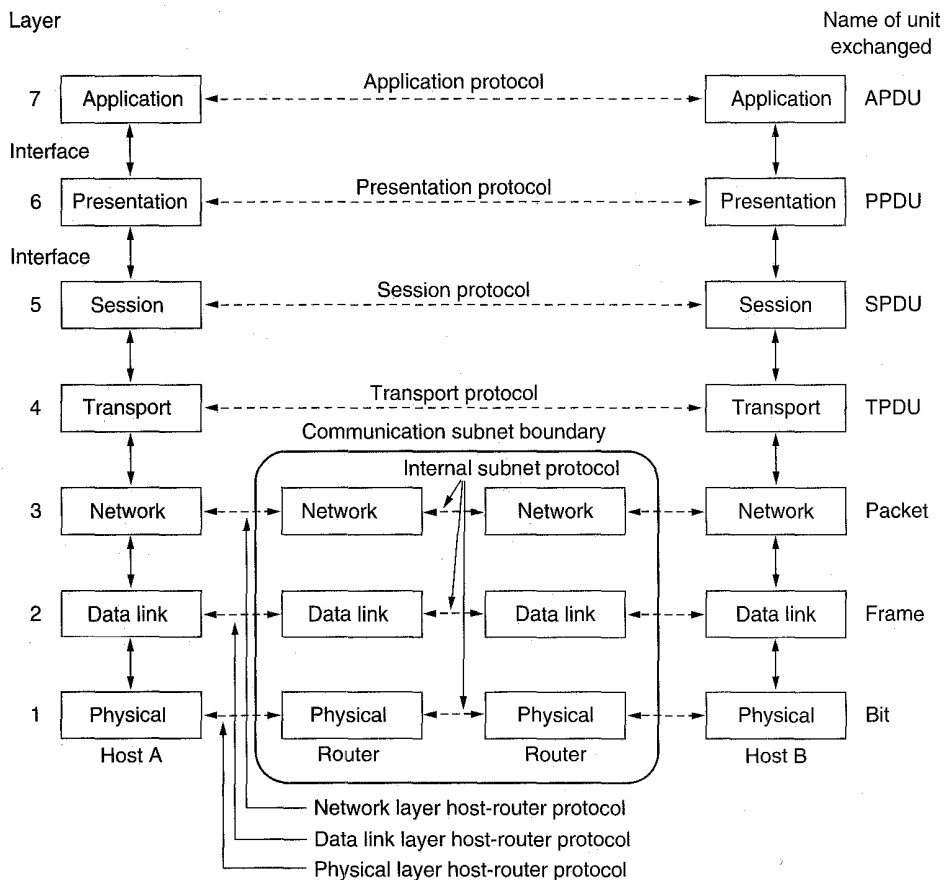 Layer
Name of unit
exchanged
7
Application
Application protocol
Application
APDU
Interface
6
Presentation
Presentation protocol
Presentation
PPDU
Interface
5
Session
Session protocol
Session
SPDU
4
Transport
Transport protocol
Transport
TPDU
Communication subnet boundary
Internal subnet protocol
3
Network
Network
Network
Network
Packet
2
Data link
Data link
Data link
Data link
Frame
1
Physical
Physical
Physical
Physical
Bit
Host A
Router
Router
Host B
Network layer host-router protocol
Data link layer host-router protocol
Physical layer host-router protocol